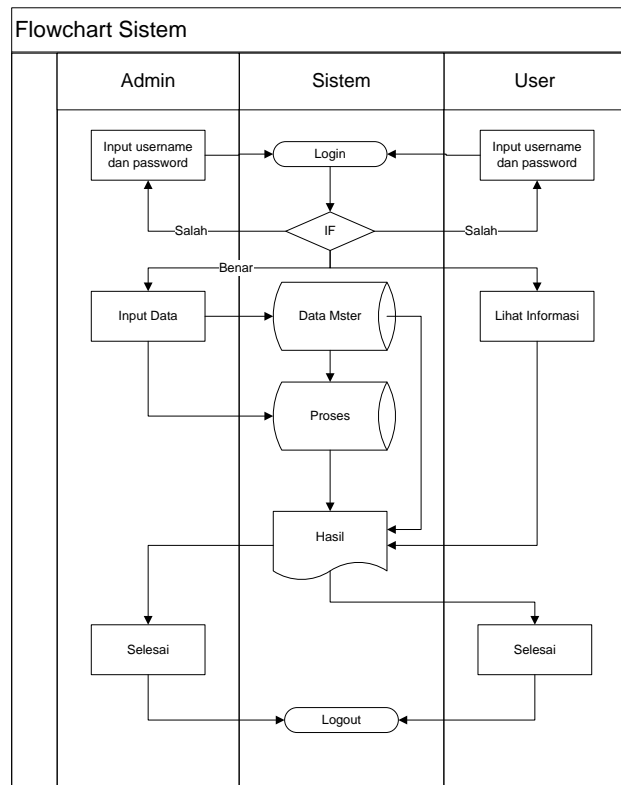 Flowchart Sistem
Admin
Sistem
User
Input username
dan password
Login
Input username
dan password
Salah
IF
Salah
Benar
Input Data
Data Mster
Lihat Informasi
Proses
Hasil
Selesai
Selesai
Logout